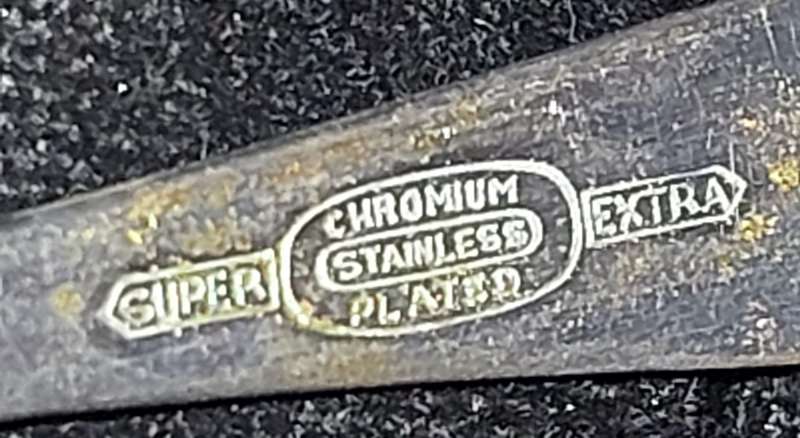 CHROMIUM
SUPER STAINLESS EXTRA
PLATED